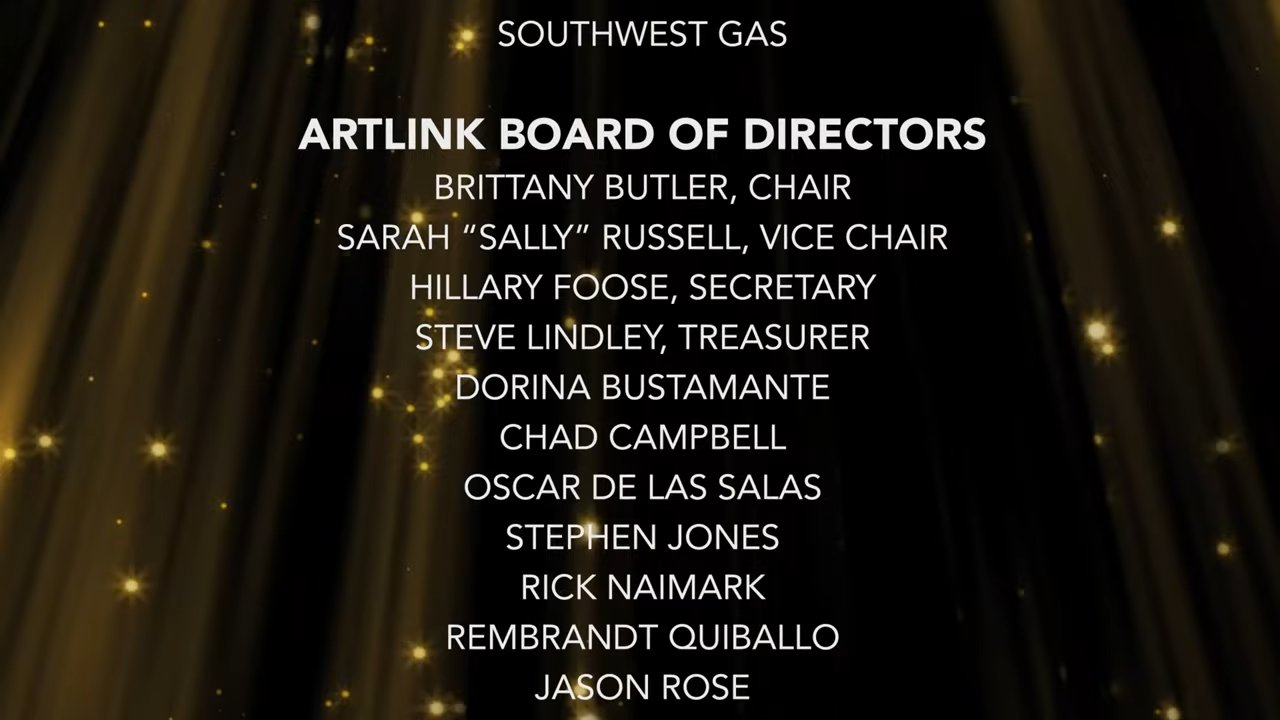 SOUTHWEST GAS
ARTLINK BOARD OF DIRECTORS
BRITTANY BUTLER, CHAIR
SARAH “SALLY” RUSSELL, VICE CHAIR
HILLARY FOOSE, SECRETARY
STEVE LINDLEY, TREASURER
DORINA BUSTAMANTE
CHAD CAMPBELL
OSCAR DE LAS SALAS
STEPHEN JONES
RICK NAIMARK
REMBRANDT QUIBALLO
JASON ROSE